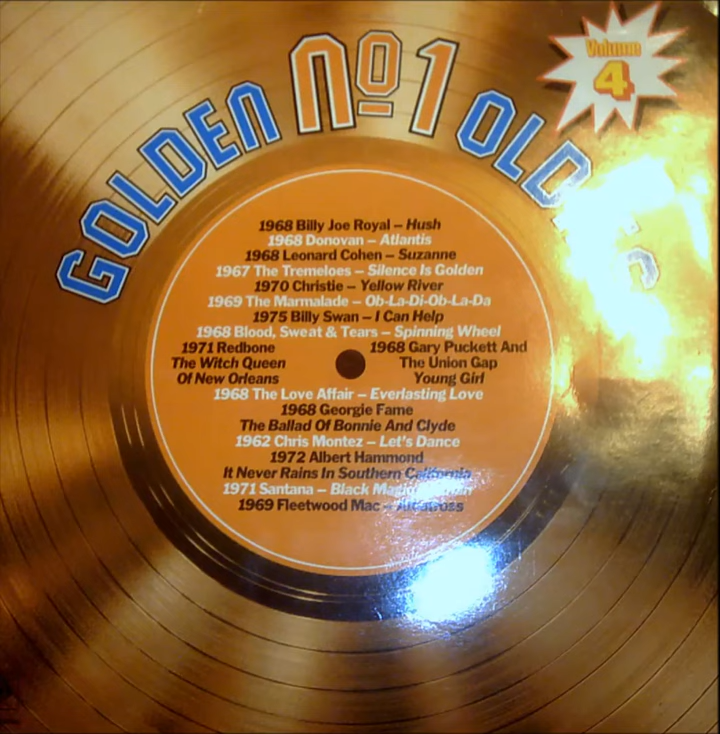 GOLDEN No 1 OLDIES
Volume
4
1968 Billy Joe Royal – Hush
1968 Donovan – Atlantis
1968 Leonard Cohen – Suzanne
1967 The Tremeloes – Silence Is Golden
1970 Christie – Yellow River
1969 The Marmalade – Ob-La-Di-Ob-La-Da
1975 Billy Swan – I Can Help
1968 Blood, Sweat & Tears – Spinning Wheel
1971 Redbone
The Witch Queen
Of New Orleans
1968 Gary Puckett And
The Union Gap
Young Girl
1968 The Love Affair – Everlasting Love
1968 Georgie Fame
The Ballad Of Bonnie And Clyde
1962 Chris Montez – Let's Dance
1972 Albert Hammond
It Never Rains In Southern California
1971 Santana – Black Magic
1969 Fleetwood Mac – Albatross